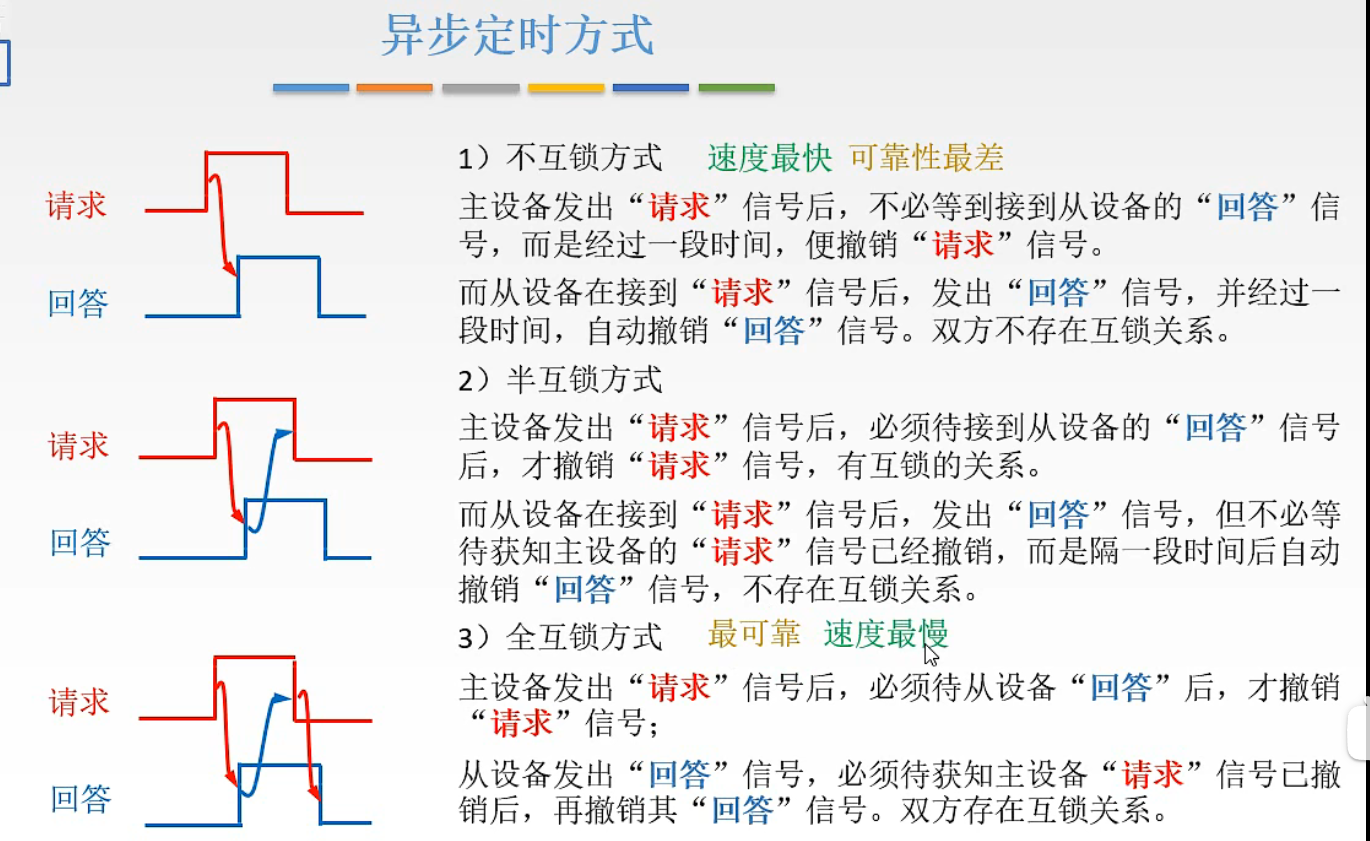 异步定时方式
1）不互锁方式 速度最快 可靠性最差
请求
主设备发出“请求”信号后，不必等到接到从设备的“回答”信
号，而是经过一段时间，便撤销“请求”信号。
回答
而从设备在接到“请求”信号后，发出“回答”信号，并经过一
段时间，自动撤销“回答”信号。双方不存在互锁关系。
2）半互锁方式
请求
主设备发出“请求”信号后，必须待接到从设备的“回答”信号
后，才撤销“请求”信号，有互锁的关系。
回答
而从设备在接到“请求”信号后，发出“回答”信号，但不必等
待获知主设备的“请求”信号已经撤销，而是隔一段时间后自动
撤销“回答”信号，不存在互锁关系。
3）全互锁方式 最可靠 速度最慢
请求
主设备发出“请求”信号后，必须待从设备“回答”后，才撤销
“请求”信号；
回答
从设备发出“回答”信号，必须待获知主设备“请求”信号已撤
销后，再撤销其“回答”信号。双方存在互锁关系。